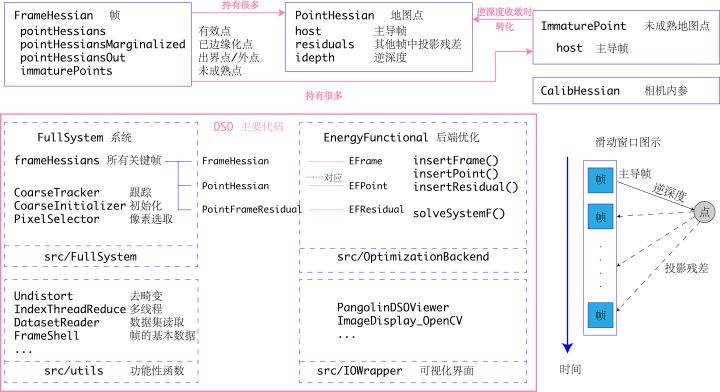 FrameHessian 帧
pointHessians 有效点
pointHessiansMarginalized 已边缘化点
pointHessiansOut 出界点/外点
immaturePoints 未成熟点
持有很多
PointHessian 地图点
host 主导帧
residuals 其他帧中投影残差
idepth 逆深度
逆深度收敛时
转化
ImmaturePoint 未成熟地图点
host 主导帧
持有很多
CalibHessian 相机内参
DSO 主要代码
FullSystem 系统
frameHessians 所有关键帧
CoarseTracker 跟踪
CoarseInitializer 初始化
PixelSelector 像素选取
src/FullSystem
FrameHessian
PointHessian
PointFrameResidual
一一对应
EnergyFunctional 后端优化
EFrame insertFrame()
insertPoint()
EFPoint insertResidual()
EFResidual solveSystemF()
src/OptimizationBackend
Undistort 去畸变
IndexThreadReduce 多线程
DatasetReader 数据集读取
FrameShell 帧的基本数据
...
src/utils 功能性函数
PangolinDSOViewer
ImageDisplay_OpenCV
...
src/IOWrapper 可视化界面
滑动窗口图示
帧
主导帧
逆深度
帧
点
投影残差
帧
时间